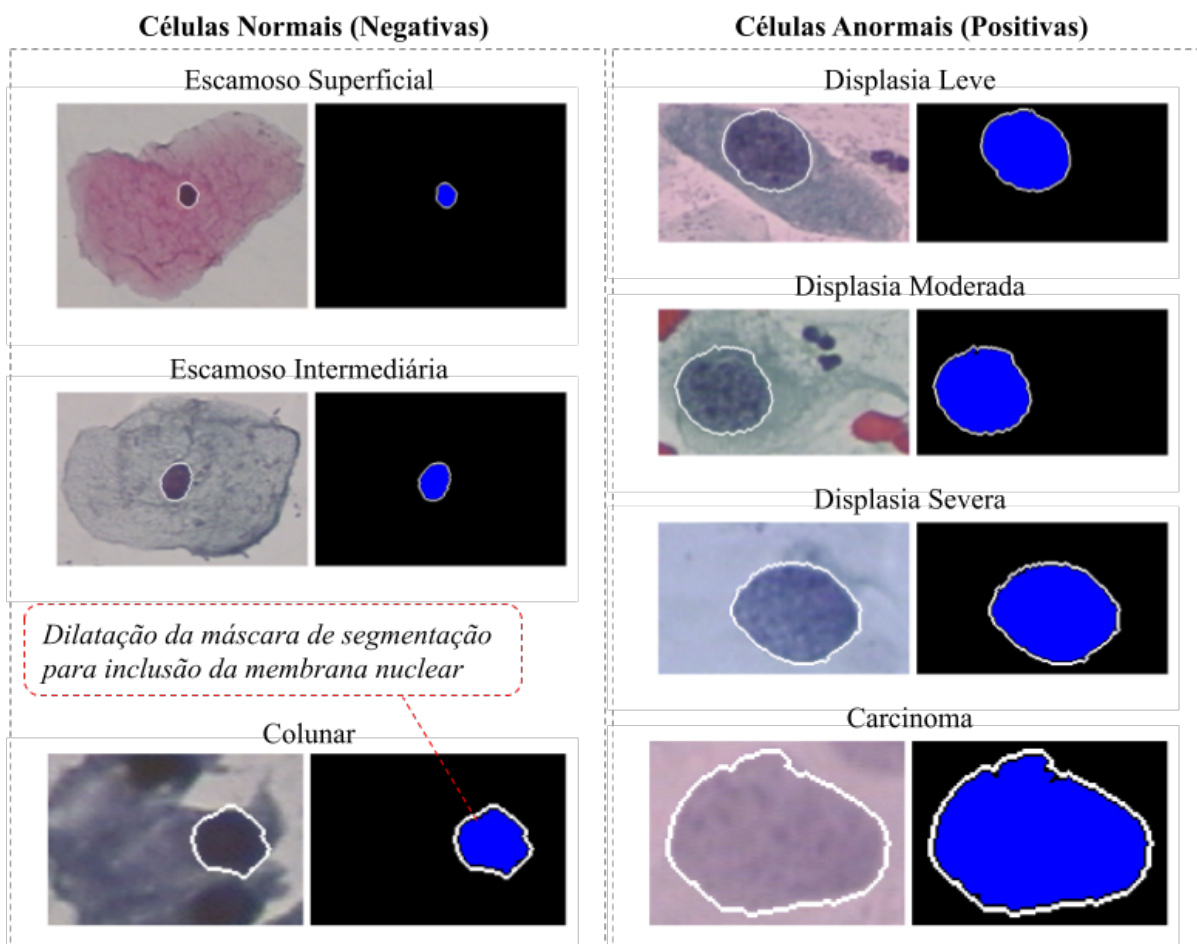 Células Normais (Negativas)
Escamoso Superficial
Escamoso Intermediária
Dilatação da máscara de segmentação
para inclusão da membrana nuclear
Colunar
Células Anormais (Positivas)
Displasia Leve
Displasia Moderada
Displasia Severa
Carcinoma